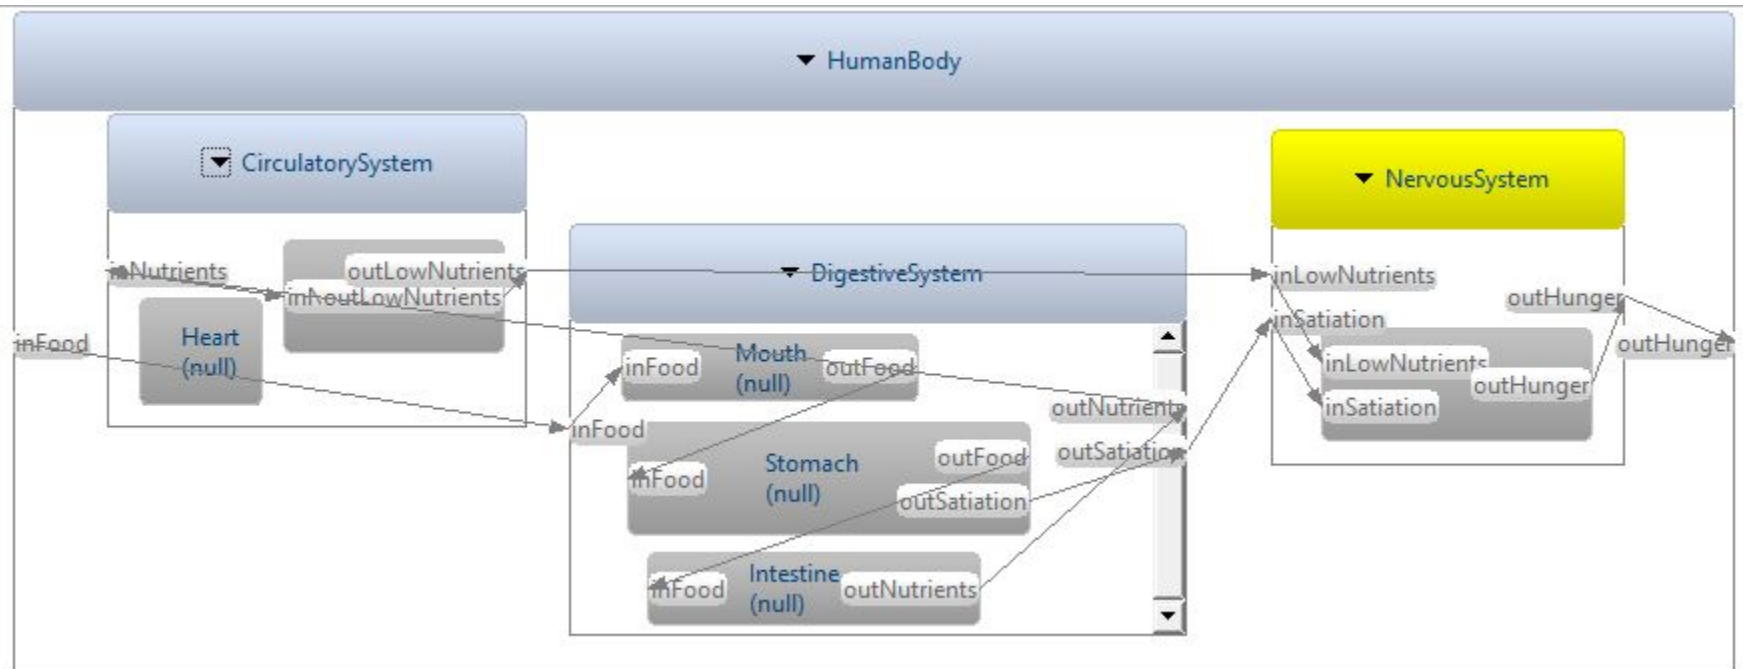 HumanBody
CirculatorySystem
inNutrients
outLowNutrients
outLowNutrients
Heart
(null)
inFood
DigestiveSystem
inFood
inFood
Mouth
(null)
outFood
outNutrients
inFood
Stomach
(null)
outFood
outSatiation
outSatiation
inFood
Intestine
(null)
outNutrients
NervousSystem
inLowNutrients
inSatiation
outHunger
inLowNutrients
outHunger
inSatiation
outHunger